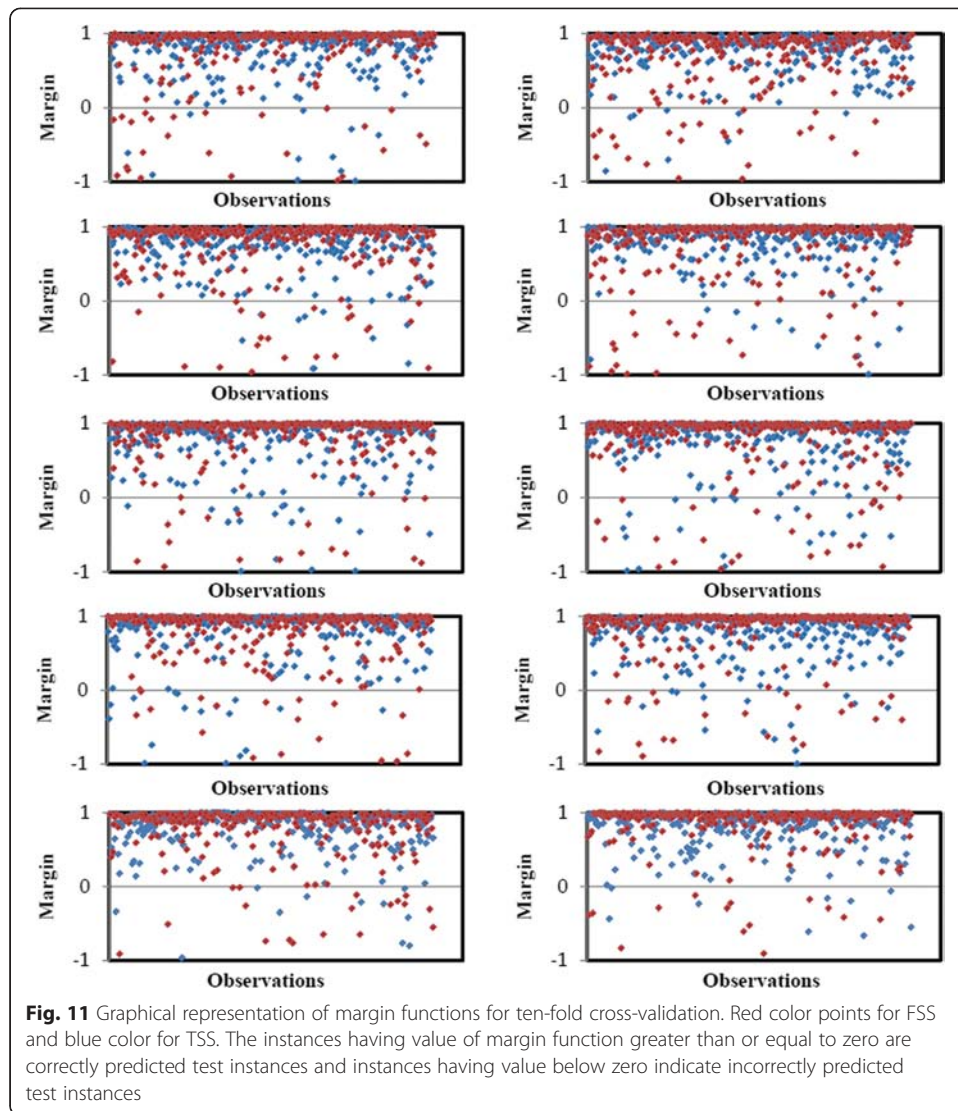 1 1
Margin 0 Margin 0
-1 -1
Observations Observations
1 1
Margin 0 Margin 0
-1 -1
Observations Observations
1 1
Margin 0 Margin 0
-1 -1
Observations Observations
1 1
Margin 0 Margin 0
-1 -1
Observations Observations
1 1
Margin 0 Margin 0
-1 -1
Observations Observations
Fig. 11 Graphical representation of margin functions for ten-fold cross-validation. Red color points for FSS
and blue color for TSS. The instances having value of margin function greater than or equal to zero are
correctly predicted test instances and instances having value below zero indicate incorrectly predicted
test instances